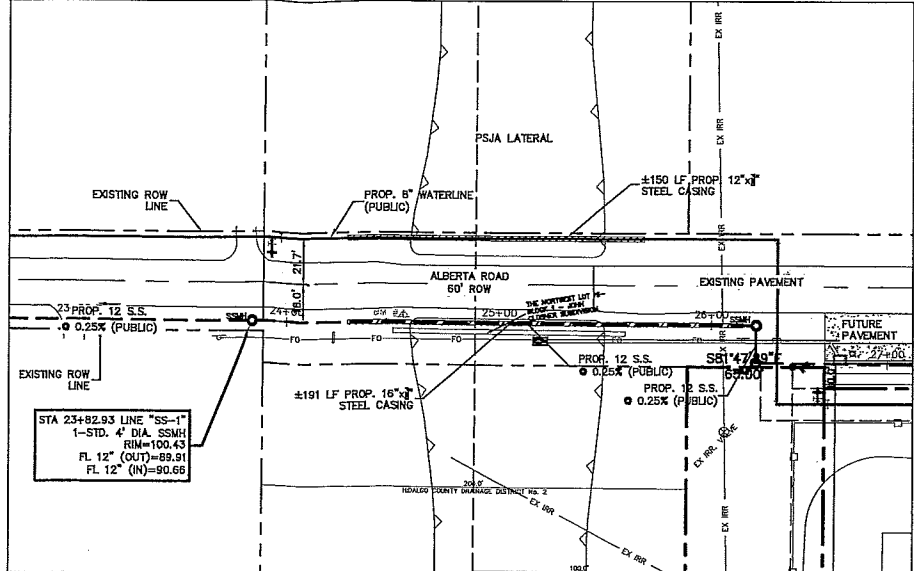 EX IRR
EX IRR
PSJA LATERAL
EXISTING ROW
LINE
PROP. 8" WATERLINE
(PUBLIC)
±150 LF PROP. 12"x
STEEL CASING
EX IRR
21.7'
ALBERTA ROAD
60' ROW
EXISTING PAVEMENT
23
PROP. 12 S.S.
@ 0.25% (PUBLIC)
SSMH
24+00
25+00
26+00
SSMH
FUTURE
PAVEMENT
27+00
FO
FO
FO
FO
EXISTING ROW
LINE
±191 LF PROP. 16"x
STEEL CASING
PROP. 12 S.S.
@ 0.25% (PUBLIC)
PROP. 12 S.S.
@ 0.25% (PUBLIC)
STA 23+82.93 LINE "SS-1"
1-STD. 4' DIA. SSMH
RIM=100.43
FL 12" (OUT)=89.91
FL 12" (IN)=90.66
EX IRR. VALVE
HIDALGO COUNTY DRAINAGE DISTRICT No. 2
EX IRR
EX IRR
EX IRR
100.0'